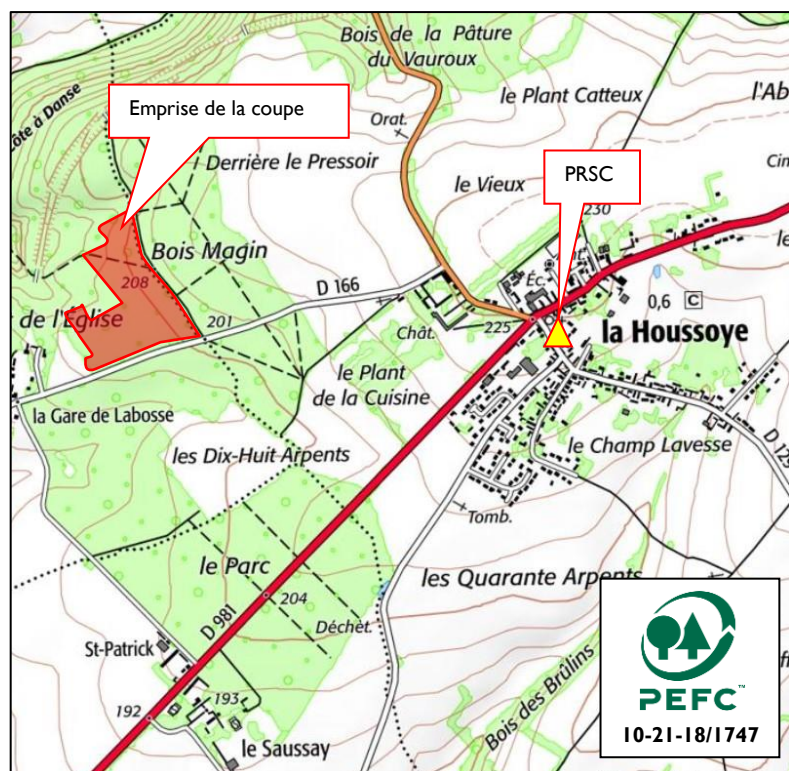 Bois de la Pâture
du Vauroux
le Plant Catteux
l'Ab
Côte à Danse
Emprise de la coupe
Orat.
Derrière le Pressoir
PRSC
le Vieux
Cim
230
Bois Magin
208
D 166
Éc.
0,6 C
de l'Église
201
Chât.
225
la Houssoye
le Plant
de la Cuisine
la Gare de Labosse
le Champ Lavesse
les Dix-Huit Arpents
D 129
Tomb.
le Parc
les Quarante Arpents
204
D 981
Déchèt.
St-Patrick
193
192
le Saussay
Bois des Brûlins
PEFC™
10-21-18/1747